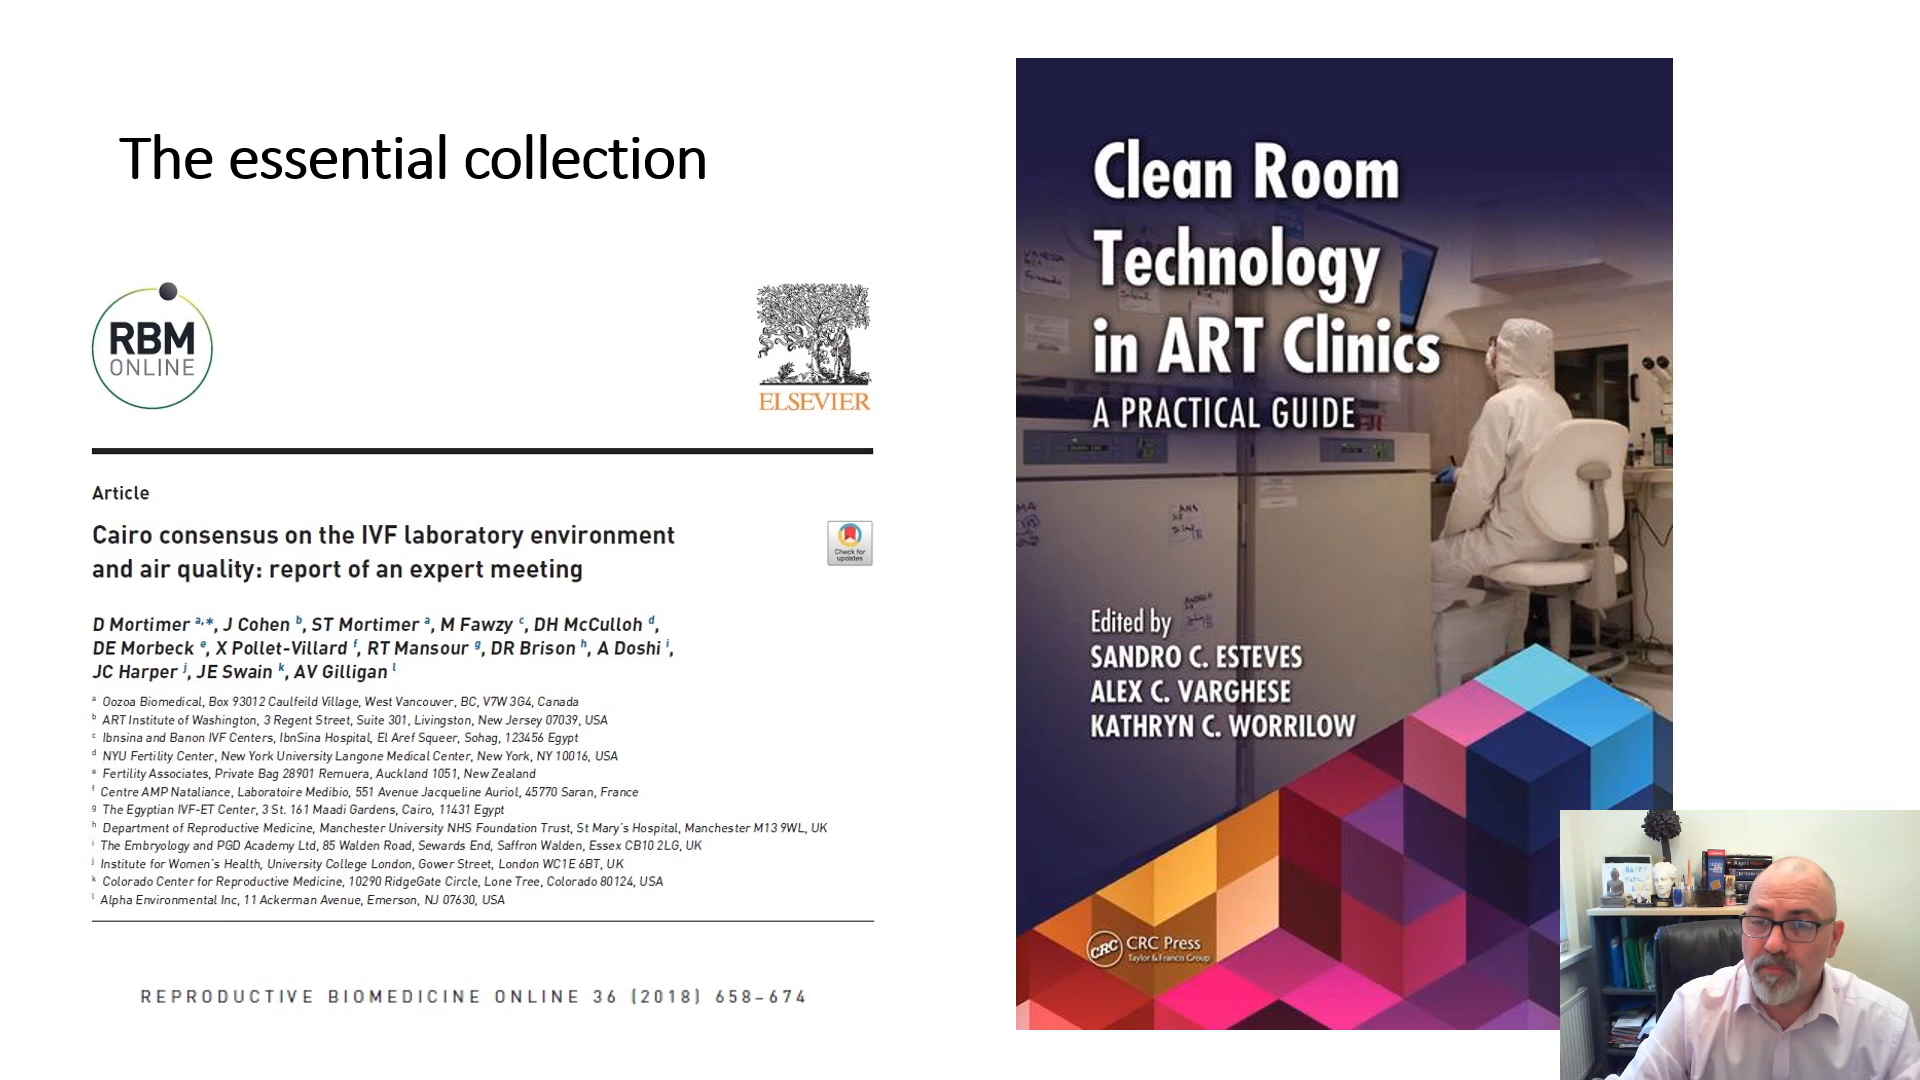 The essential collection
RBM
ONLINE
ELSEVIER
Article
Cairo consensus on the IVF laboratory environment
and air quality: report of an expert meeting
Check for
updates
D Mortimer a,*, J Cohen b, ST Mortimer a, M Fawzy c, DH McCulloh d,
DE Morbeck e, X Pollet-Villard f, RT Mansour g, DR Brison h, A Doshi i,
JC Harper j, JE Swain k, AV Gilligan l
a Oozoa Biomedical, Box 93012 Caulfeild Village, West Vancouver, BC, V7W 3G4, Canada
b ART Institute of Washington, 3 Regent Street, Suite 301, Livingston, New Jersey 07039, USA
c Ibnsina and Banon IVF Centers, IbnSina Hospital, El Aref Squeer, Sohag, 123456 Egypt
d NYU Fertility Center, New York University Langone Medical Center, New York, NY 10016, USA
e Fertility Associates, Private Bag 28901 Remuera, Auckland 1051, New Zealand
f Centre AMP Nataliance, Laboratoire Medibio, 551 Avenue Jacqueline Auriol, 45770 Saran, France
g The Egyptian IVF-ET Center, 3 St. 161 Maadi Gardens, Cairo, 11431 Egypt
h Department of Reproductive Medicine, Manchester University NHS Foundation Trust, St Mary's Hospital, Manchester M13 9WL, UK
i The Embryology and PGD Academy Ltd, 85 Walden Road, Sewards End, Saffron Walden, Essex CB10 2LG, UK
j Institute for Women's Health, University College London, Gower Street, London WC1E 6BT, UK
k Colorado Center for Reproductive Medicine, 10290 RidgeGate Circle, Lone Tree, Colorado 80124, USA
l Alpha Environmental Inc, 11 Ackerman Avenue, Emerson, NJ 07630, USA
REPRODUCTIVE BIOMEDICINE ONLINE 36 (2018) 658–674
Clean Room
Technology
in ART Clinics
A PRACTICAL GUIDE
Edited by
SANDRO C. ESTEVES
ALEX C. VARGHESE
KATHRYN C. WORRILOW
CRC
CRC Press
Taylor & Francis Group